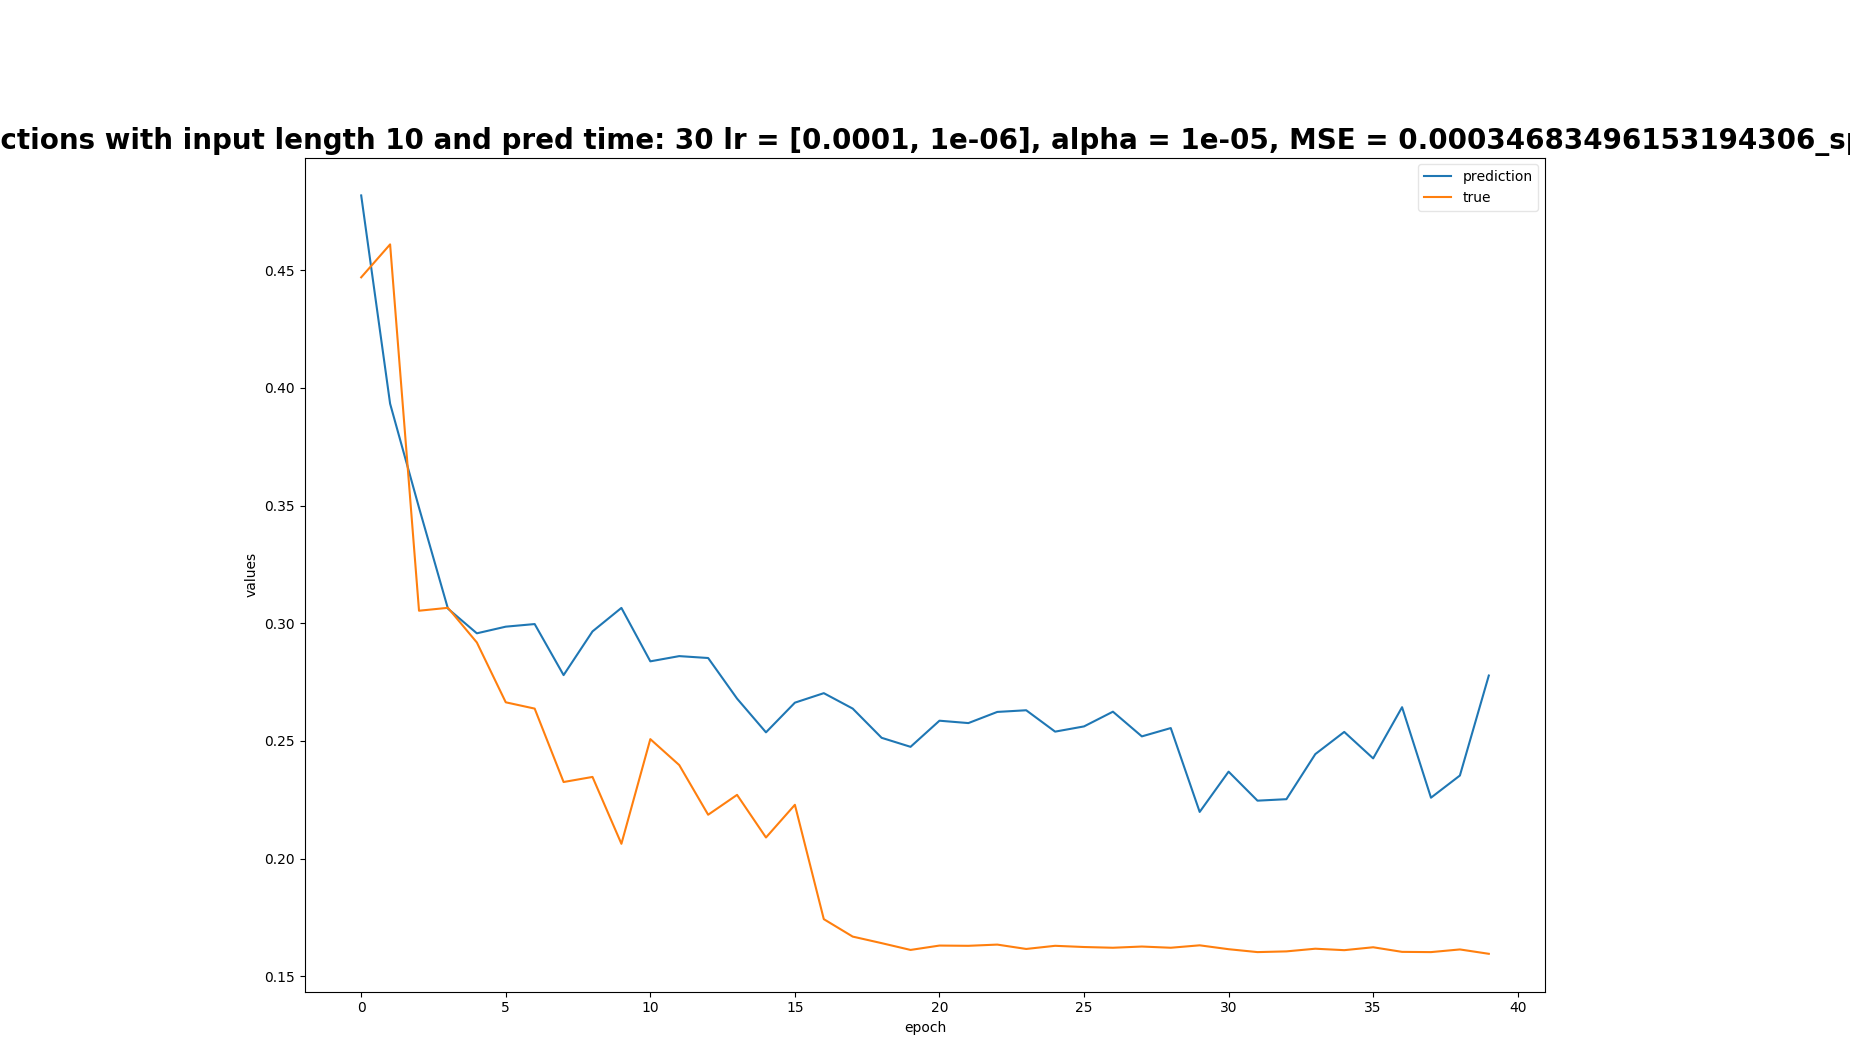 ctions with input length 10 and pred time: 30 lr = [0.0001, 1e-06], alpha = 1e-05, MSE = 0.00034683496153194306_sp
prediction
true
0.45
0.40
0.35
0.30
0.25
0.20
0.15
values
0 5 10 15 20 25 30 35 40
epoch